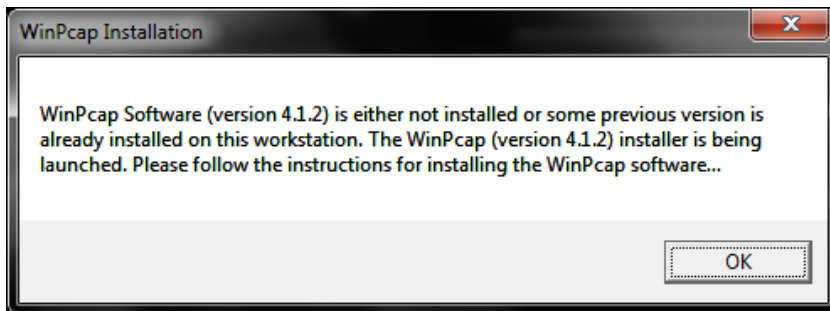 WinPcap Installation
WinPcap Software (version 4.1.2) is either not installed or some previous version is
already installed on this workstation. The WinPcap (version 4.1.2) installer is being
launched. Please follow the instructions for installing the WinPcap software...
OK